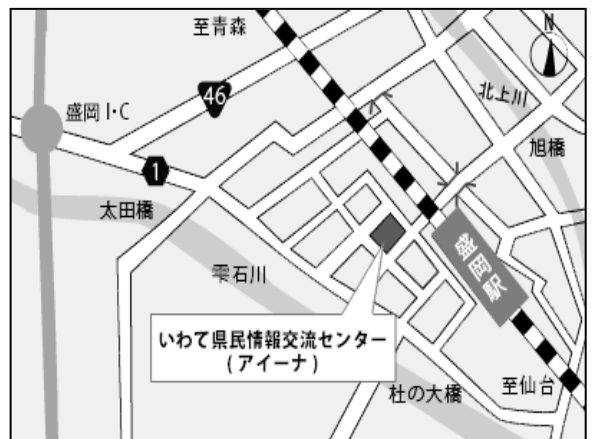 至青森
N
46
盛岡I・C
北上川
旭橋
1
太田橋
盛岡駅
雫石川
いわて県民情報交流センター
(アイーナ)
杜の大橋
至仙台